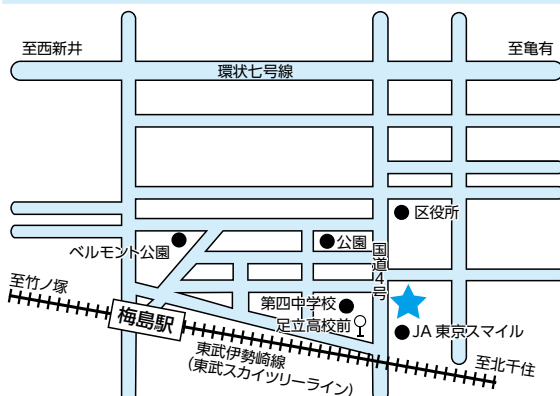 至西新井
至亀有
環状七号線
区役所
公園
ベルモント公園
国道4号
至竹ノ塚
第四中学校
梅島駅
足立高校前
JA東京スマイル
東武伊勢崎線
(東武スカイツリーライン)
至北千住